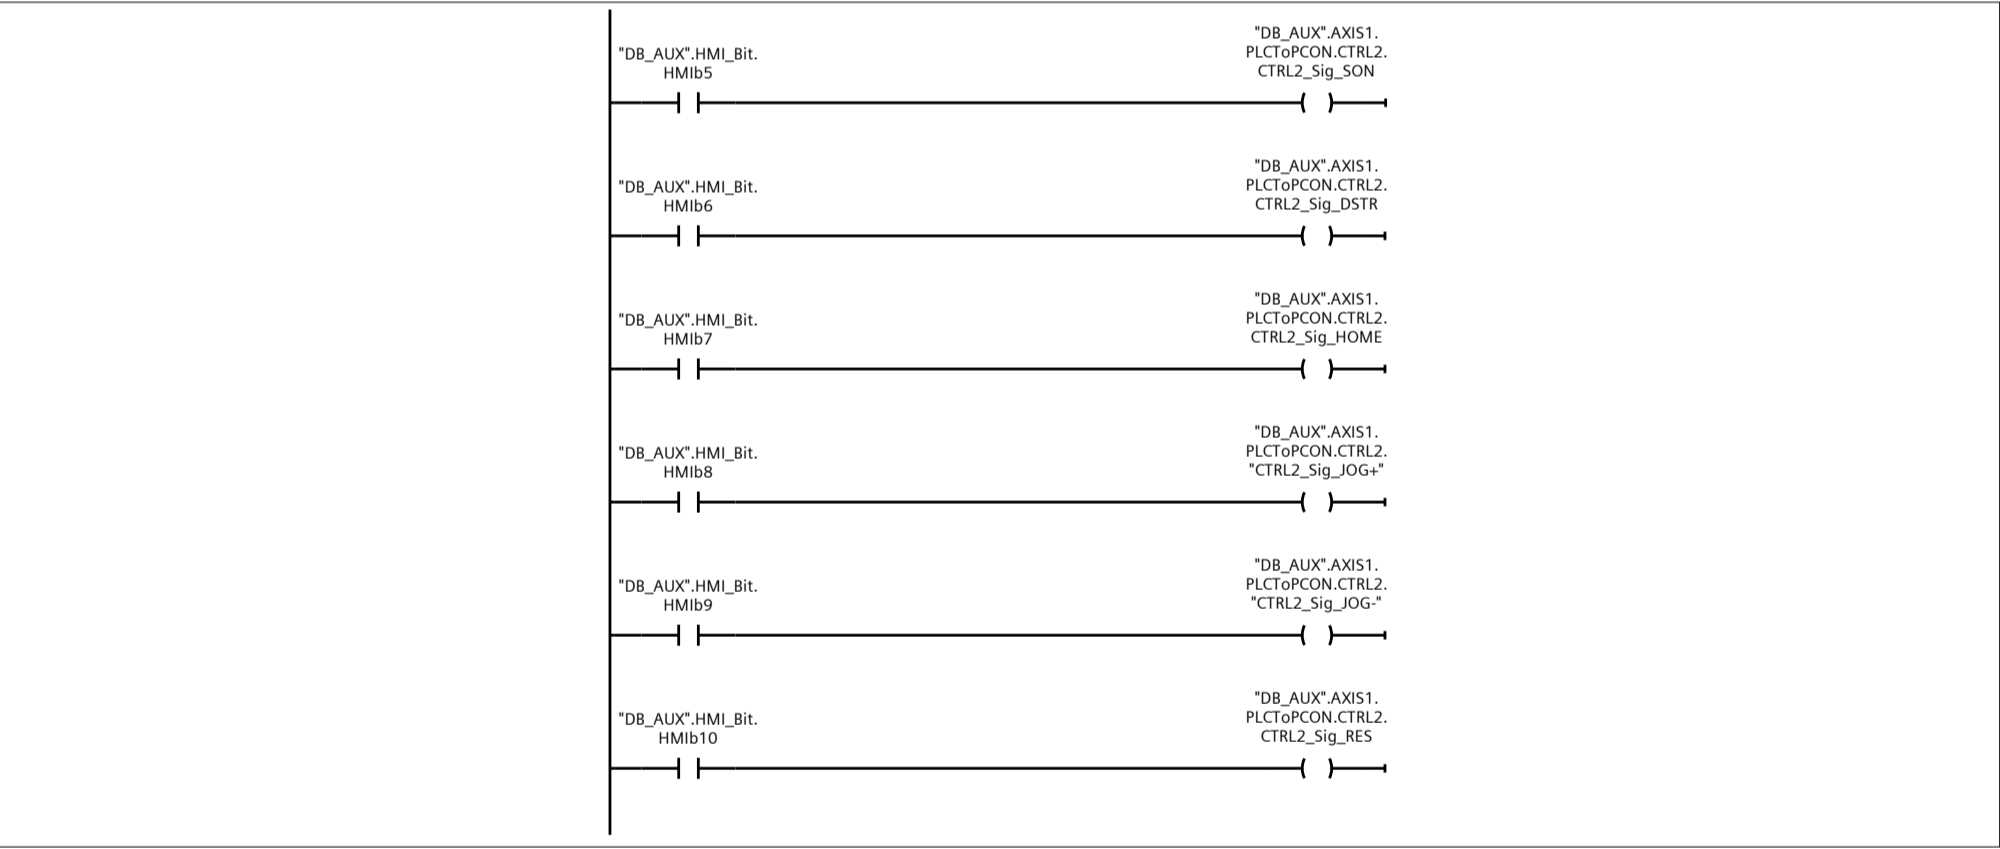 "DB_AUX".HMI_Bit.
HMIb5
"DB_AUX".AXIS1.
PLCToPCON.CTRL2.
CTRL2_Sig_SON
"DB_AUX".HMI_Bit.
HMIb6
"DB_AUX".AXIS1.
PLCToPCON.CTRL2.
CTRL2_Sig_DSTR
"DB_AUX".HMI_Bit.
HMIb7
"DB_AUX".AXIS1.
PLCToPCON.CTRL2.
CTRL2_Sig_HOME
"DB_AUX".HMI_Bit.
HMIb8
"DB_AUX".AXIS1.
PLCToPCON.CTRL2.
"CTRL2_Sig_JOG+"
"DB_AUX".HMI_Bit.
HMIb9
"DB_AUX".AXIS1.
PLCToPCON.CTRL2.
"CTRL2_Sig_JOG-"
"DB_AUX".HMI_Bit.
HMIb10
"DB_AUX".AXIS1.
PLCToPCON.CTRL2.
CTRL2_Sig_RES